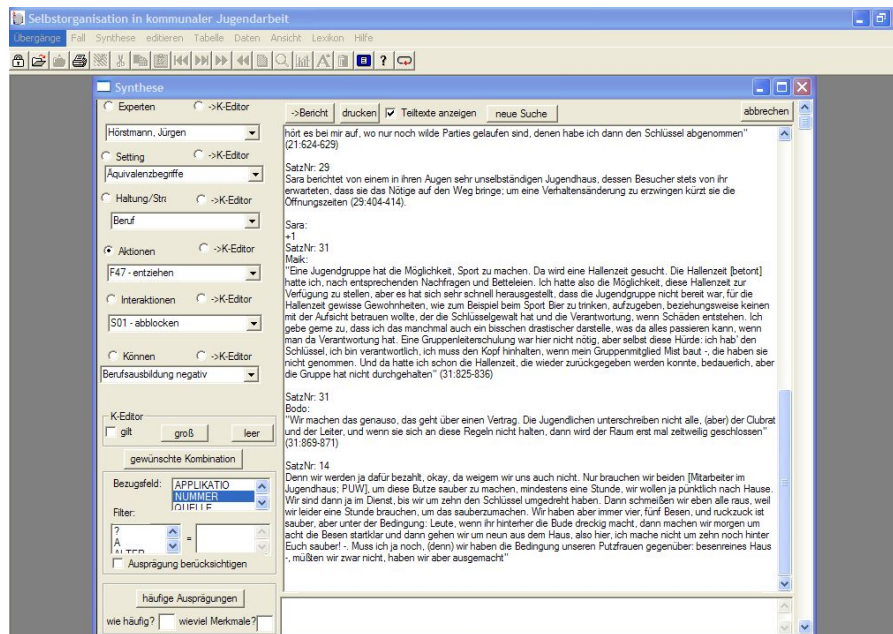 Selbstorganisation in kommunaler Jugendarbeit
Übergänge Fall Synthese editieren Tabelle Daten Ansicht Lexikon Hilfe
Synthese
Experten ->K-Editor
Hörstmann, Jürgen
Setting ->K-Editor
Äquivalenzbegriffe
Haltung/Stra ->K-Editor
Beruf
Aktionen ->K-Editor
F47 - entziehen
Interaktionen ->K-Editor
S01 - abblocken
Können ->K-Editor
Berufsausbildung negativ
K-Editor
gilt groß leer
gewünschte Kombination
Bezugsfeld: APPLIKATIO
NUMMER
QUELLE
Filter:
?
A
ALTER
=
Ausprägung berücksichtigen
häufige Ausprägungen
wie häufig? wieviel Merkmale?
->Bericht drucken Teiltexte anzeigen neue Suche abbrechen
hört es bei mir auf, wo nur noch wilde Parties gelaufen sind, denen habe ich dann den Schlüssel abgenommen"
(21:624-629)
SatzNr: 29
Sara berichtet von einem in ihren Augen sehr unselbständigen Jugendhaus, dessen Besucher stets von ihr
erwarteten, dass sie das Nötige auf den Weg bringe; um eine Verhaltensänderung zu erzwingen kürzt sie die
Öffnungszeiten (29:404-414).
Sara:
+1
SatzNr: 31
Maik:
"Eine Jugendgruppe hat die Möglichkeit, Sport zu machen. Da wird eine Hallenzeit gesucht. Die Hallenzeit [betont]
hatte ich, nach entsprechenden Nachfragen und Betteleien. Ich hatte also die Möglichkeit, diese Hallenzeit zur
Verfügung zu stellen, aber es hat sich sehr schnell herausgestellt, dass die Jugendgruppe nicht bereit war, für die
Hallenzeit gewisse Gewohnheiten, wie zum Beispiel beim Sport Bier zu trinken, aufzugeben, beziehungsweise keinen
mit der Aufsicht betrauen wollte, der die Schlüsselgewalt hat und die Verantwortung, wenn Schäden entstehen. Ich
gebe gerne zu, dass ich das manchmal auch ein bisschen drastischer darstelle, was da alles passieren kann, wenn
man da Verantwortung hat. Eine Gruppenleiterschulung war hier nicht nötig, aber selbst diese Hürde: ich hab' den
Schlüssel, ich bin verantwortlich, ich muss den Kopf hinhalten, wenn mein Gruppenmitglied Mist baut -, die haben sie
nicht genommen. Und da hatte ich schon die Hallenzeit, die wieder zurückgegeben werden konnte, bedauerlich, aber
die Gruppe hat nicht durchgehalten" (31:825-836)
SatzNr: 31
Bodo:
"Wir machen das genauso, das geht über einen Vertrag. Die Jugendlichen unterschreiben nicht alle, (aber) der Clubrat
und der Leiter, und wenn sie sich an diese Regeln nicht halten, dann wird der Raum erst mal zeitweilig geschlossen"
(31:869-871)
SatzNr: 14
Denn wir werden ja dafür bezahlt, okay, da weigern wir uns auch nicht. Nur brauchen wir beiden [Mitarbeiter im
Jugendhaus; PUW], um diese Butze sauber zu machen, mindestens eine Stunde, wir wollen ja pünktlich nach Hause.
Wir sind dann ja im Dienst, bis wir um zehn den Schlüssel umgedreht haben. Dann schmeißen wir eben alle raus, weil
wir leider eine Stunde brauchen, um das sauberzumachen. Wir haben aber immer vier, fünf Besen, und ruckzuck ist
sauber, aber unter der Bedingung: Leute, wenn ihr hinterher die Bude dreckig macht, dann machen wir morgen um
acht die Besen startklar und dann gehen wir um neun aus dem Haus, also hier, ich mache nicht um zehn noch hinter
Euch sauber! -. Muss ich ja noch, (denn) wir haben die Bedingung unseren Putzfrauen gegenüber: besenreines Haus
-, müßten wir zwar nicht, haben wir aber ausgemacht"